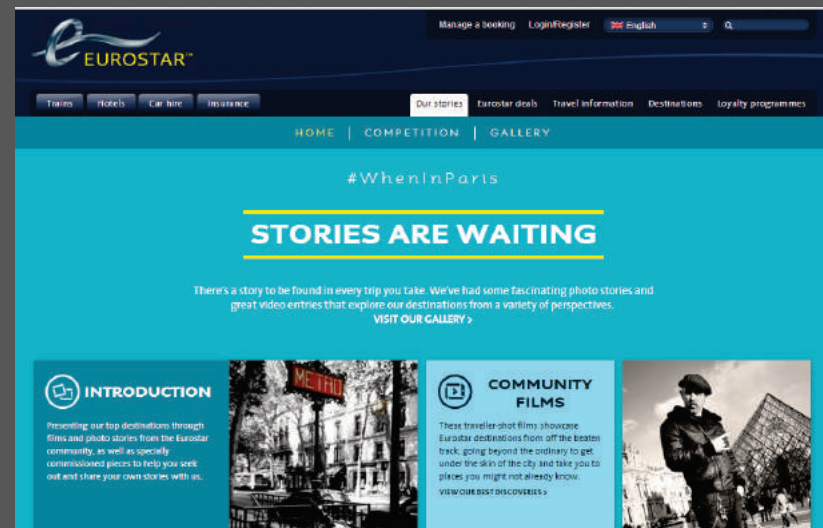 Manage a booking Login/Register English
EUROSTAR™
Trains Hotels Car hire Insurance Our stories Eurostar deals Travel information Destinations Loyalty programmes
HOME | COMPETITION | GALLERY
#WhenInParis
STORIES ARE WAITING
There's a story to be found in every trip you take. We've had some fascinating photo stories and
great video entries that explore our destinations from a variety of perspectives.
VISIT OUR GALLERY >
INTRODUCTION
Presenting our top destinations through
films and photo stories from the Eurostar
community, as well as specially
commissioned pieces to help you seek
out and share your own stories with us.
METRO
COMMUNITY
FILMS
These traveller-shot films showcase
Eurostar destinations from off the beaten
track, going beyond the ordinary to get
under the skin of the city and take you to
places you might not already know.
VIEW OUR BEST DISCOVERIES >